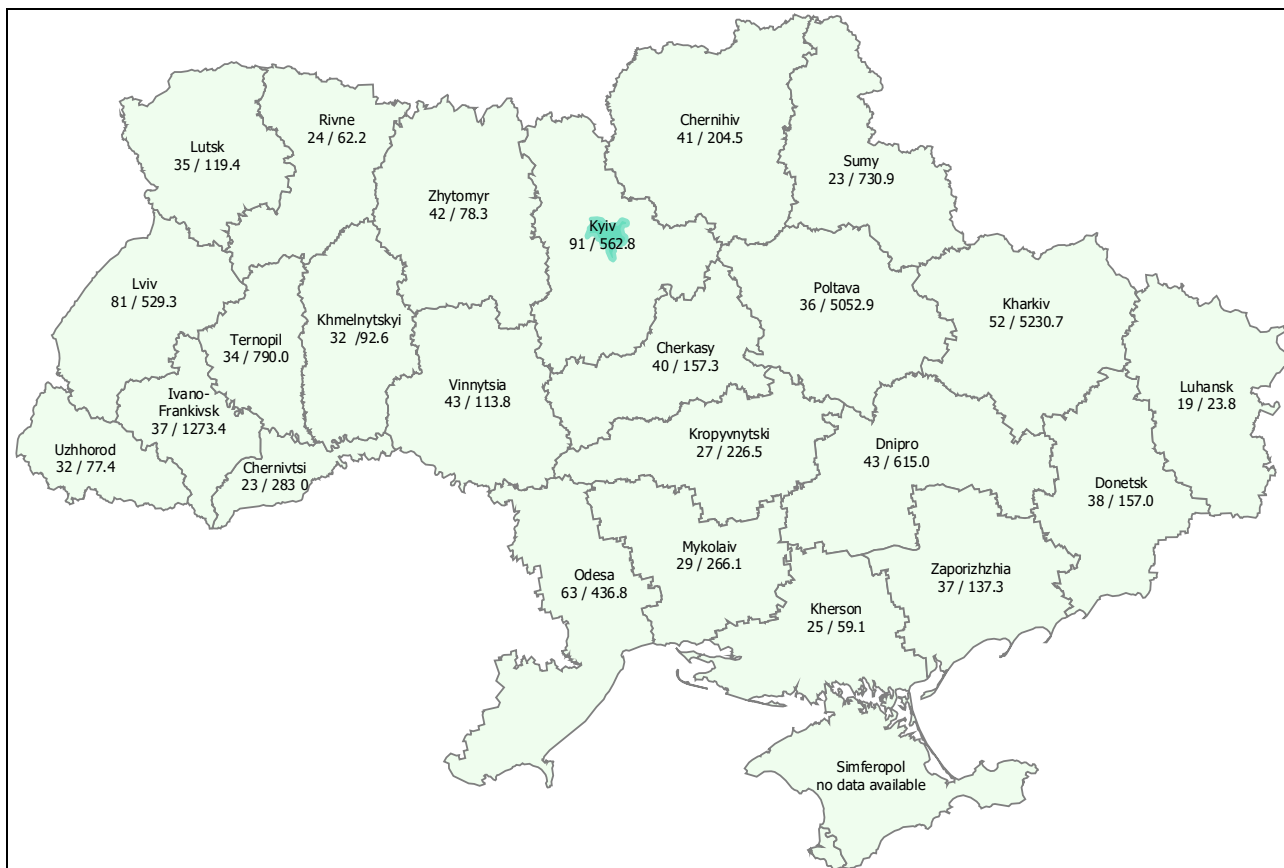 Chernihiv
41 / 204.5
Rivne
24 / 62.2
Lutsk
35 / 119.4
Sumy
23 / 730.9
Zhytomyr
42 / 78.3
Kyiv
91 / 562.8
Lviv
81 / 529.3
Poltava
36 / 5052.9
Kharkiv
52 / 5230.7
Khmelnytskyi
32 /92.6
Ternopil
34 / 790.0
Cherkasy
40 / 157.3
Vinnytsia
43 / 113.8
Luhansk
19 / 23.8
Ivano-
Frankivsk
37 / 1273.4
Uzhhorod
32 / 77.4
Chernivtsi
23 / 283 0
Kropyvnytski
27 / 226.5
Dnipro
43 / 615.0
Donetsk
38 / 157.0
Mykolaiv
29 / 266.1
Odesa
63 / 436.8
Zaporizhzhia
37 / 137.3
Kherson
25 / 59.1
Simferopol
no data available